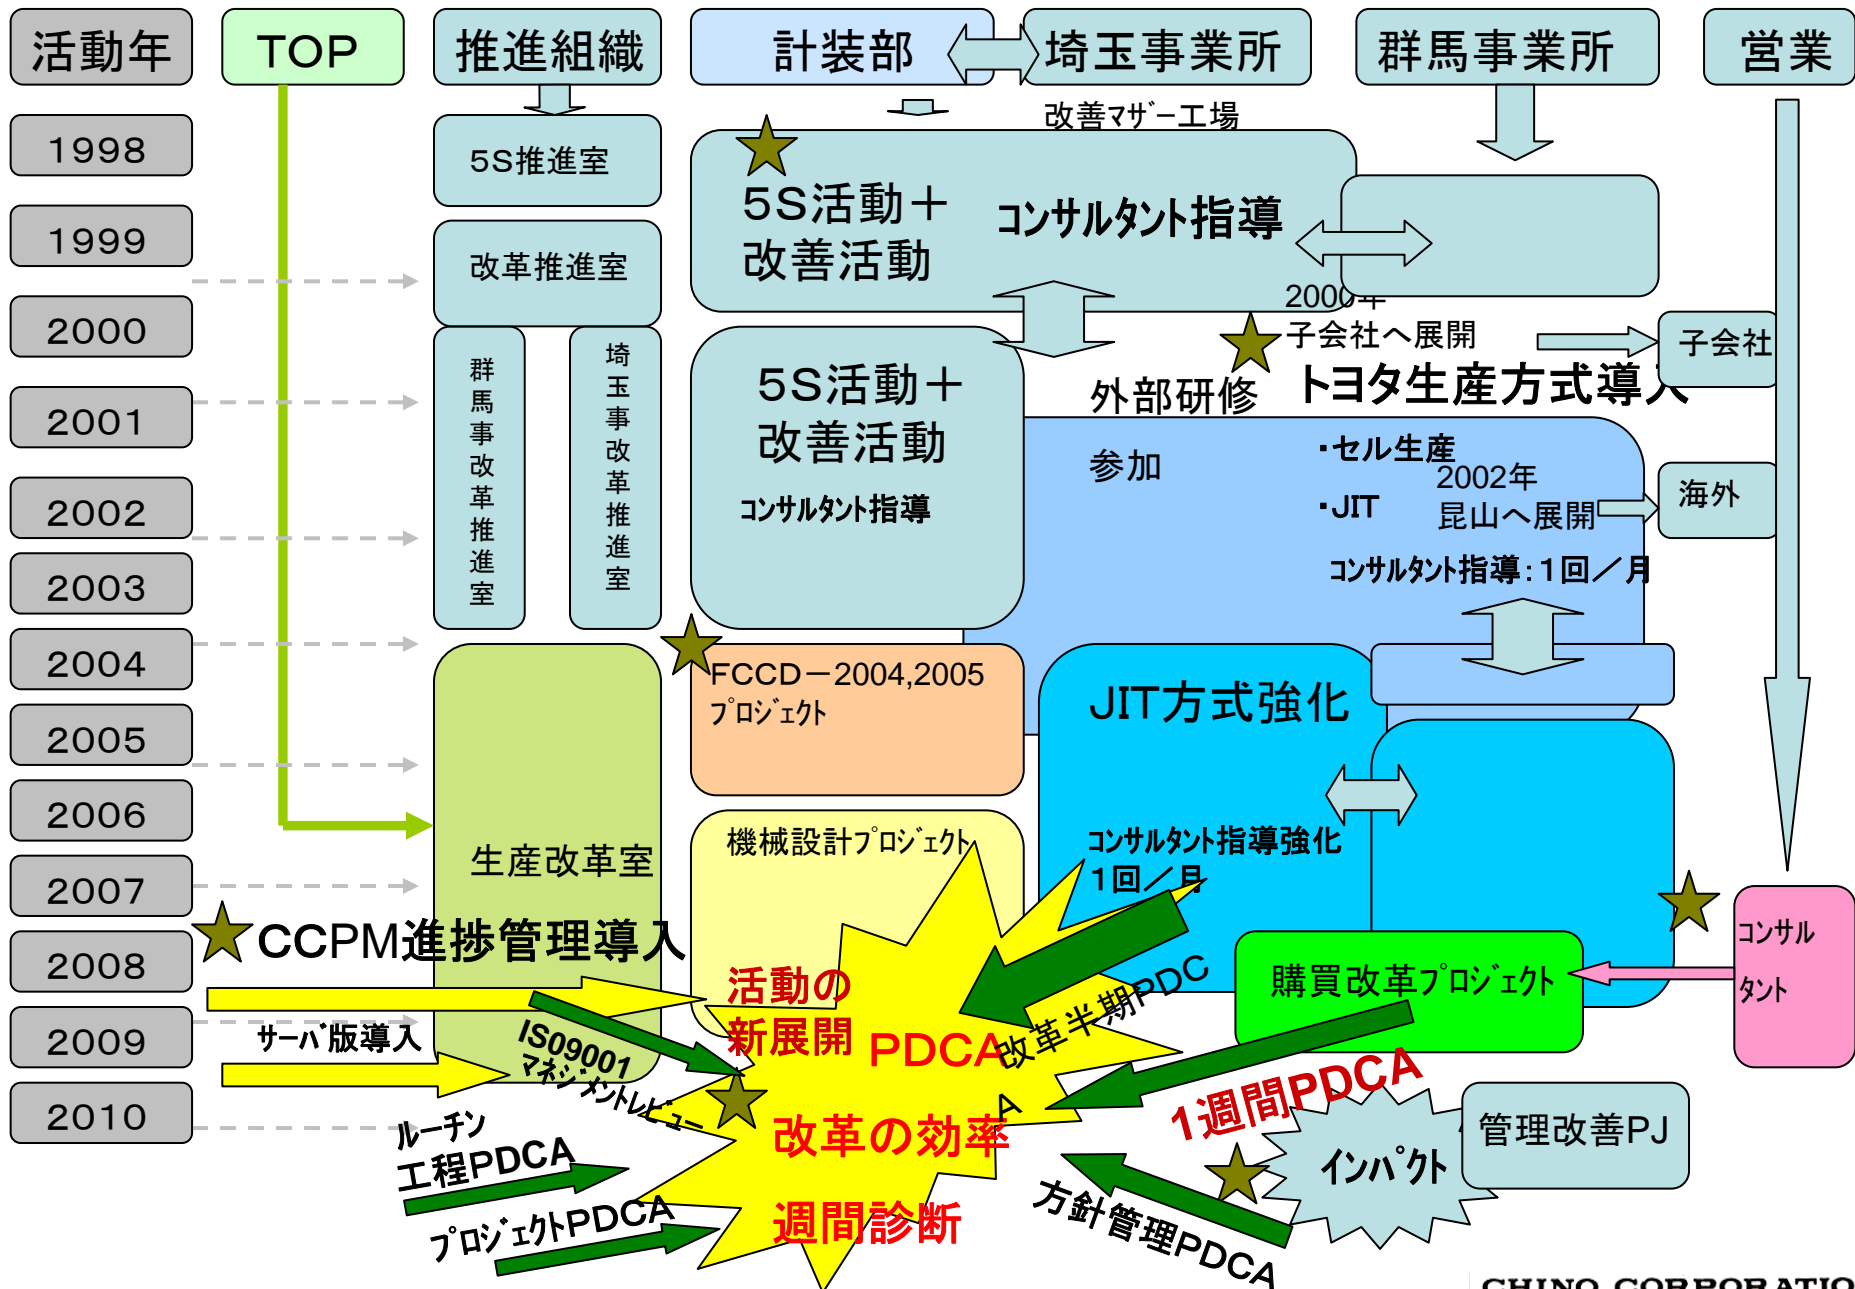 活動年
TOP
推進組織
計装部
埼玉事業所
群馬事業所
営業
改善ﾏｻﾞｰ工場
1998
5S推進室
5S活動＋
改善活動
コンサルタント指導
1999
改革推進室
2000
2000年
子会社へ展開
子会社
群馬事改革推進室
埼玉事改革推進室
5S活動＋
改善活動
コンサルタント指導
外部研修
参加
トヨタ生産方式導入
・セル生産
・JIT
2001
2002
2002年
昆山へ展開
海外
コンサルタント指導：1回／月
2003
2004
FCCD－2004,2005
ﾌﾟﾛｼﾞｪｸﾄ
JIT方式強化
2005
2006
生産改革室
機械設計プロジェクト
コンサルタント指導強化
1回／月
2007
CCPM進捗管理導入
2008
コンサル
タント
購買改革プロジェクト
活動の
新展開
PDCA
改革半期PDC
A
2009
サーバ版導入
IS09001
マネジメントレビュー
1週間PDCA
2010
ルーチン
工程PDCA
改革の効率
インパクト
管理改善PJ
プロジェクトPDCA
週間診断
方針管理PDCA
CHINO CORPORATIO